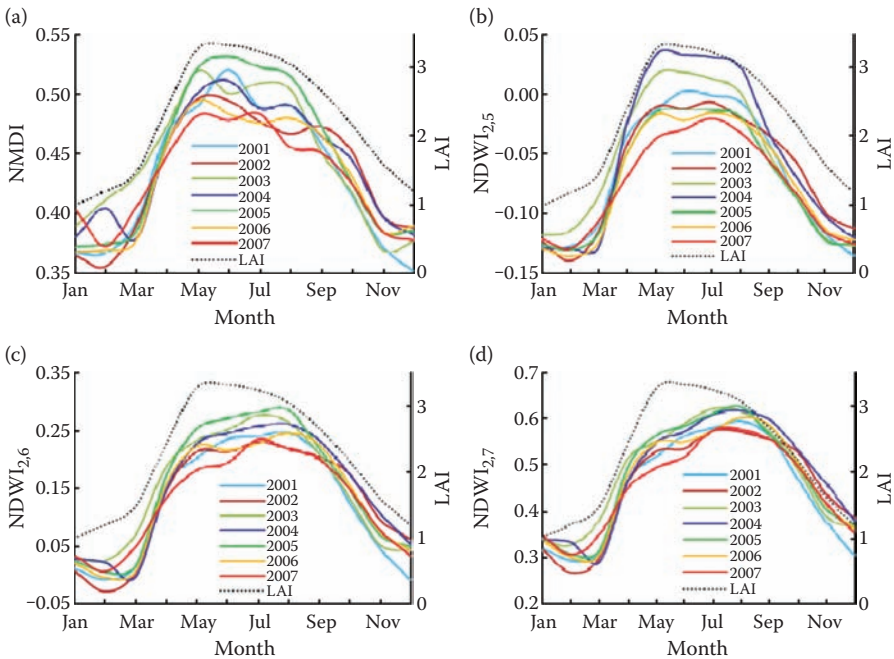 (a)
0.55
0.50
0.45
0.40
0.35
NMDI
3
2
1
0
LAI
2001
2002
2003
2004
2005
2006
2007
LAI
Jan Mar May Jul Sep Nov
Month
(b)
0.05
0.00
−0.05
−0.10
−0.15
NDWI2,5
3
2
1
0
LAI
2001
2002
2003
2004
2005
2006
2007
LAI
Jan Mar May Jul Sep Nov
Month
(c)
0.35
0.25
0.15
0.05
−0.05
NDWI2,6
3
2
1
0
LAI
2001
2002
2003
2004
2005
2006
2007
LAI
Jan Mar May Jul Sep Nov
Month
(d)
0.7
0.6
0.5
0.4
0.3
0.2
NDWI2,7
3
2
1
0
LAI
2001
2002
2003
2004
2005
2006
2007
LAI
Jan Mar May Jul Sep Nov
Month